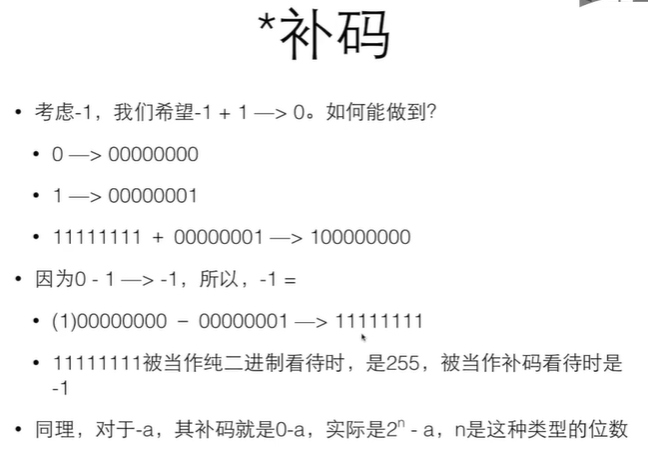 *补码
• 考虑-1，我们希望-1 + 1 —> 0。如何能做到?
• 0 —> 00000000
• 1 —> 00000001
• 11111111 + 00000001 —> 100000000
• 因为0 - 1 —> -1，所以，-1 =
• (1)00000000 – 00000001 —> 11111111
• 11111111被当作纯二进制看待时，是255，被当作补码看待时是
-1
• 同理，对于-a，其补码就是0-a，实际是2ⁿ - a，n是这种类型的位数